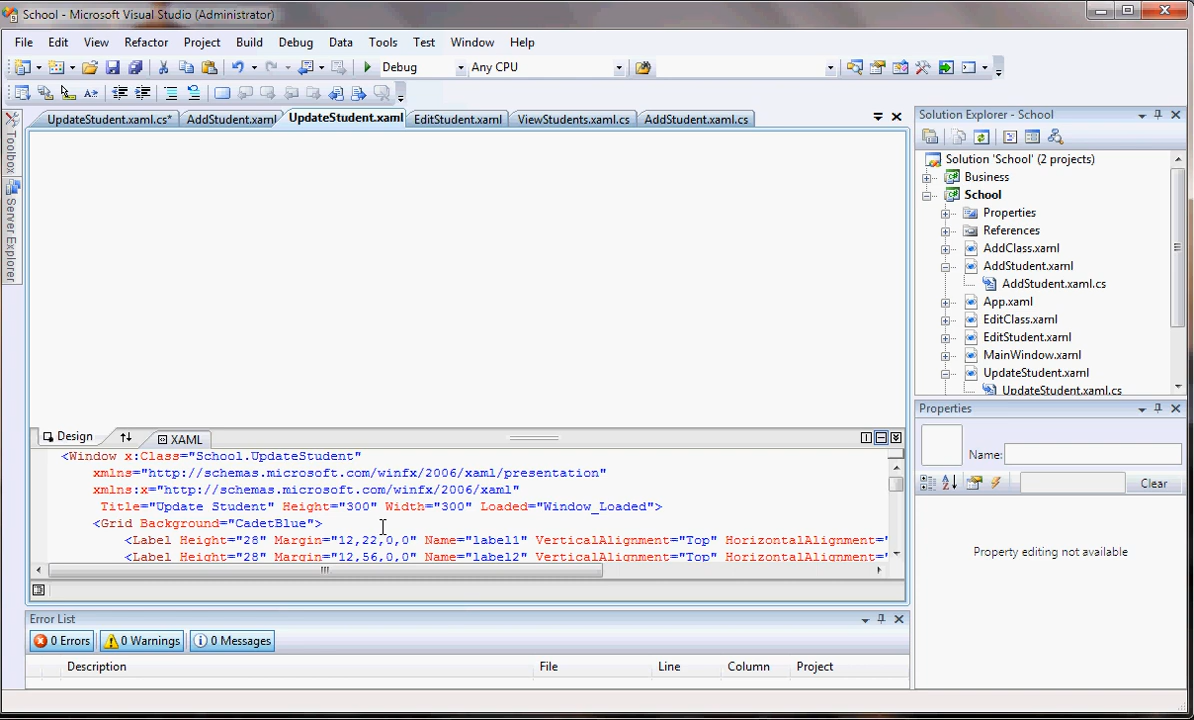 School - Microsoft Visual Studio (Administrator)
File Edit View Refactor Project Build Debug Data Tools Test Window Help
Debug Any CPU
UpdateStudent.xaml.cs* AddStudent.xaml UpdateStudent.xaml EditStudent.xaml ViewStudents.xaml.cs AddStudent.xaml.cs
Toolbox
Server Explorer
Design XAML
<Window x:Class="School.UpdateStudent"
xmlns="http://schemas.microsoft.com/winfx/2006/xaml/presentation"
xmlns:x="http://schemas.microsoft.com/winfx/2006/xaml"
Title="Update Student" Height="300" Width="300" Loaded="Window_Loaded">
<Grid Background="CadetBlue">
<Label Height="28" Margin="12,22,0,0" Name="label1" VerticalAlignment="Top" HorizontalAlignment="
<Label Height="28" Margin="12,56,0,0" Name="label2" VerticalAlignment="Top" HorizontalAlignment="
Error List
0 Errors 0 Warnings 0 Messages
Description File Line Column Project
Solution Explorer - School
Solution 'School' (2 projects)
Business
School
Properties
References
AddClass.xaml
AddStudent.xaml
AddStudent.xaml.cs
App.xaml
EditClass.xaml
EditStudent.xaml
MainWindow.xaml
UpdateStudent.xaml
UpdateStudent.xaml.cs
Properties
Name:
Clear
Property editing not available